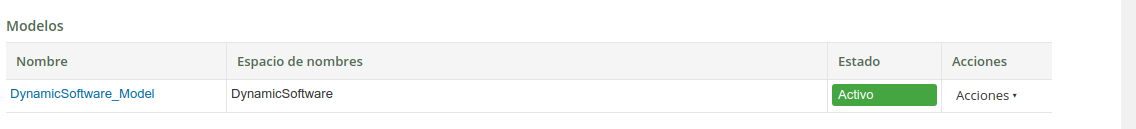 Modelos
Nombre Espacio de nombres Estado Acciones
DynamicSoftware_Model DynamicSoftware Activo Acciones